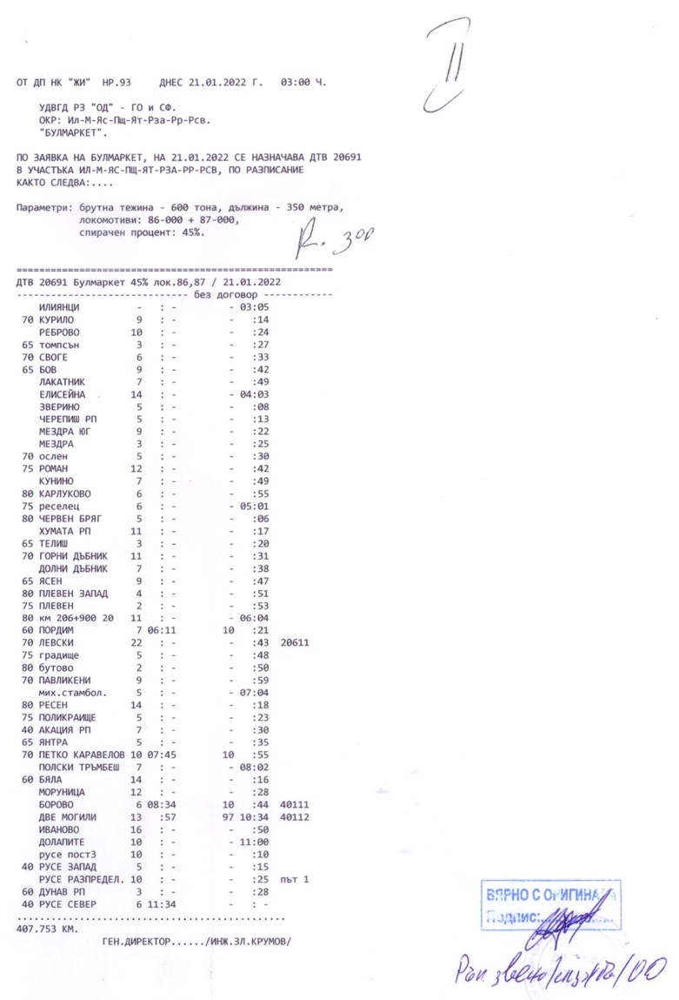 II
ОТ ДП НК "ЖИ"  НР.93     ДНЕС 21.01.2022 Г.   03:00 Ч.
УДВГД РЗ "ОД" - ГО и СФ.
ОКР: Ил-М-Яс-Пщ-Ят-Рза-Рр-Рсв.
"БУЛМАРКЕТ".
ПО ЗАЯВКА НА БУЛМАРКЕТ, НА 21.01.2022 СЕ НАЗНАЧАВА ДТВ 20691
В УЧАСТЪКА ИЛ-М-ЯС-ПЩ-ЯТ-РЗА-РР-РСВ, ПО РАЗПИСАНИЕ
КАКТО СЛЕДВА:....
Параметри: брутна тежина - 600 тона, дължина - 350 метра,
локомотиви: 86-000 + 87-000,
спирачен процент: 45%.
R. 300
=======================================================
ДТВ 20691 Булмаркет 45% лок.86,87 / 21.01.2022
------------------------------ без договор ------------
ИЛИЯНЦИ          -  : -         - 03:05
70 КУРИЛО           9  : -         -   :14
РЕБРОВО         10  : -         -   :24
65 томпсън          3  : -         -   :27
70 СВОГЕ            6  : -         -   :33
65 БОВ              9  : -         -   :42
ЛАКАТНИК         7  : -         -   :49
ЕЛИСЕЙНА        14  : -         - 04:03
ЗВЕРИНО          5  : -         -   :08
ЧЕРЕПИШ РП       5  : -         -   :13
МЕЗДРА ЮГ        9  : -         -   :22
МЕЗДРА           3  : -         -   :25
70 ослен            5  : -         -   :30
75 РОМАН           12  : -         -   :42
КУНИНО           7  : -         -   :49
80 КАРЛУКОВО        6  : -         -   :55
75 реселец          6  : -         - 05:01
80 ЧЕРВЕН БРЯГ      5  : -         -   :06
ХУМАТА РП       11  : -         -   :17
65 ТЕЛИШ            3  : -         -   :20
70 ГОРНИ ДЪБНИК    11  : -         -   :31
ДОЛНИ ДЪБНИК     7  : -         -   :38
65 ЯСЕН             9  : -         -   :47
80 ПЛЕВЕН ЗАПАД     4  : -         -   :51
75 ПЛЕВЕН           2  : -         -   :53
80 км 206+900 20   11  : -         - 06:04
60 ПОРДИМ           7 06:11        10   :21
70 ЛЕВСКИ          22  : -         -   :43  20611
75 градище          5  : -         -   :48
80 бутово           2  : -         -   :50
70 ПАВЛИКЕНИ        9  : -         -   :59
мих.стамбол.     5  : -         - 07:04
80 РЕСЕН           14  : -         -   :18
75 ПОЛИКРАИЩЕ       5  : -         -   :23
40 АКАЦИЯ РП        7  : -         -   :30
65 ЯНТРА            5  : -         -   :35
70 ПЕТКО КАРАВЕЛОВ 10 07:45        10   :55
ПОЛСКИ ТРЪМБЕШ   7  : -         - 08:02
60 БЯЛА            14  : -         -   :16
МОРУНИЦА        12  : -         -   :28
БОРОВО           6 08:34        10   :44  40111
ДВЕ МОГИЛИ      13   :57        97 10:34  40112
ИВАНОВО         16  : -         -   :50
ДОЛАПИТЕ        10  : -         - 11:00
русе пост3      10  : -         -   :10
40 РУСЕ ЗАПАД       5  : -         -   :15
РУСЕ РАЗПРЕДЕЛ. 10  : -         -   :25  път 1
60 ДУНАВ РП         3  : -         -   :28
40 РУСЕ СЕВЕР       6 11:34        -   : -
...............................................
407.753 КМ.
ГЕН.ДИРЕКТОР....../ИНЖ.ЗЛ.КРУМОВ/
ВЯРНО С ОРИГИНАЛА
Подпис: